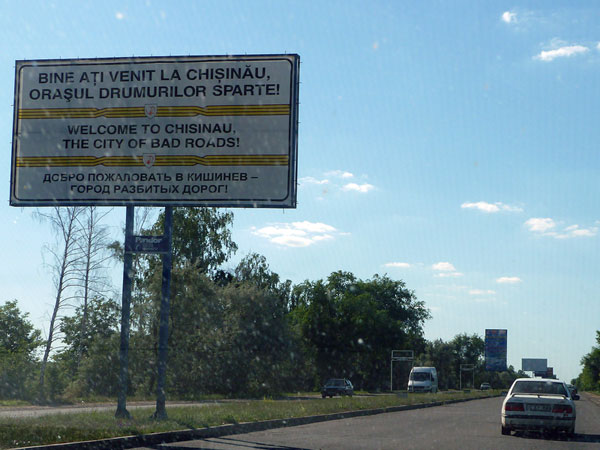 BINE AȚI VENIT LA CHIȘINĂU,
ORAȘUL DRUMURILOR SPARTE!
WELCOME TO CHISINAU,
THE CITY OF BAD ROADS!
ДОБРО ПОЖАЛОВАТЬ В КИШИНЕВ –
ГОРОД РАЗБИТЫХ ДОРОГ!